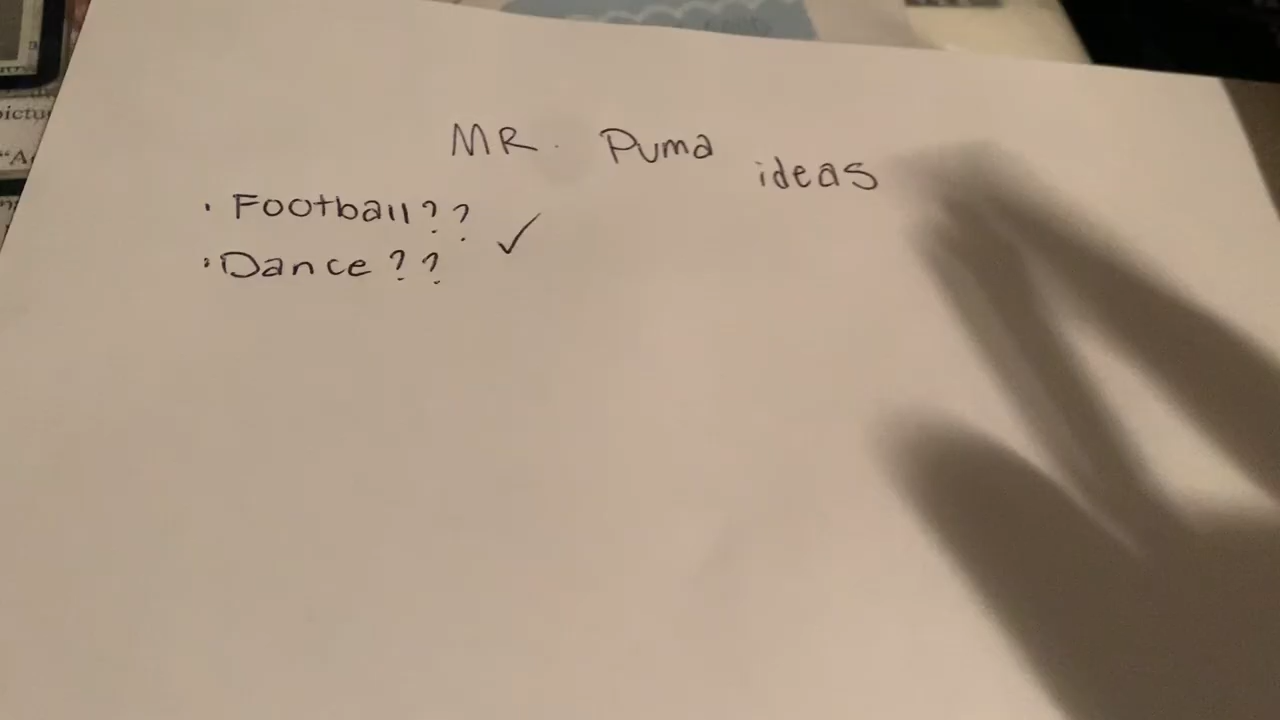 MR. Puma ideas
• Football??
• Dance?? ✓